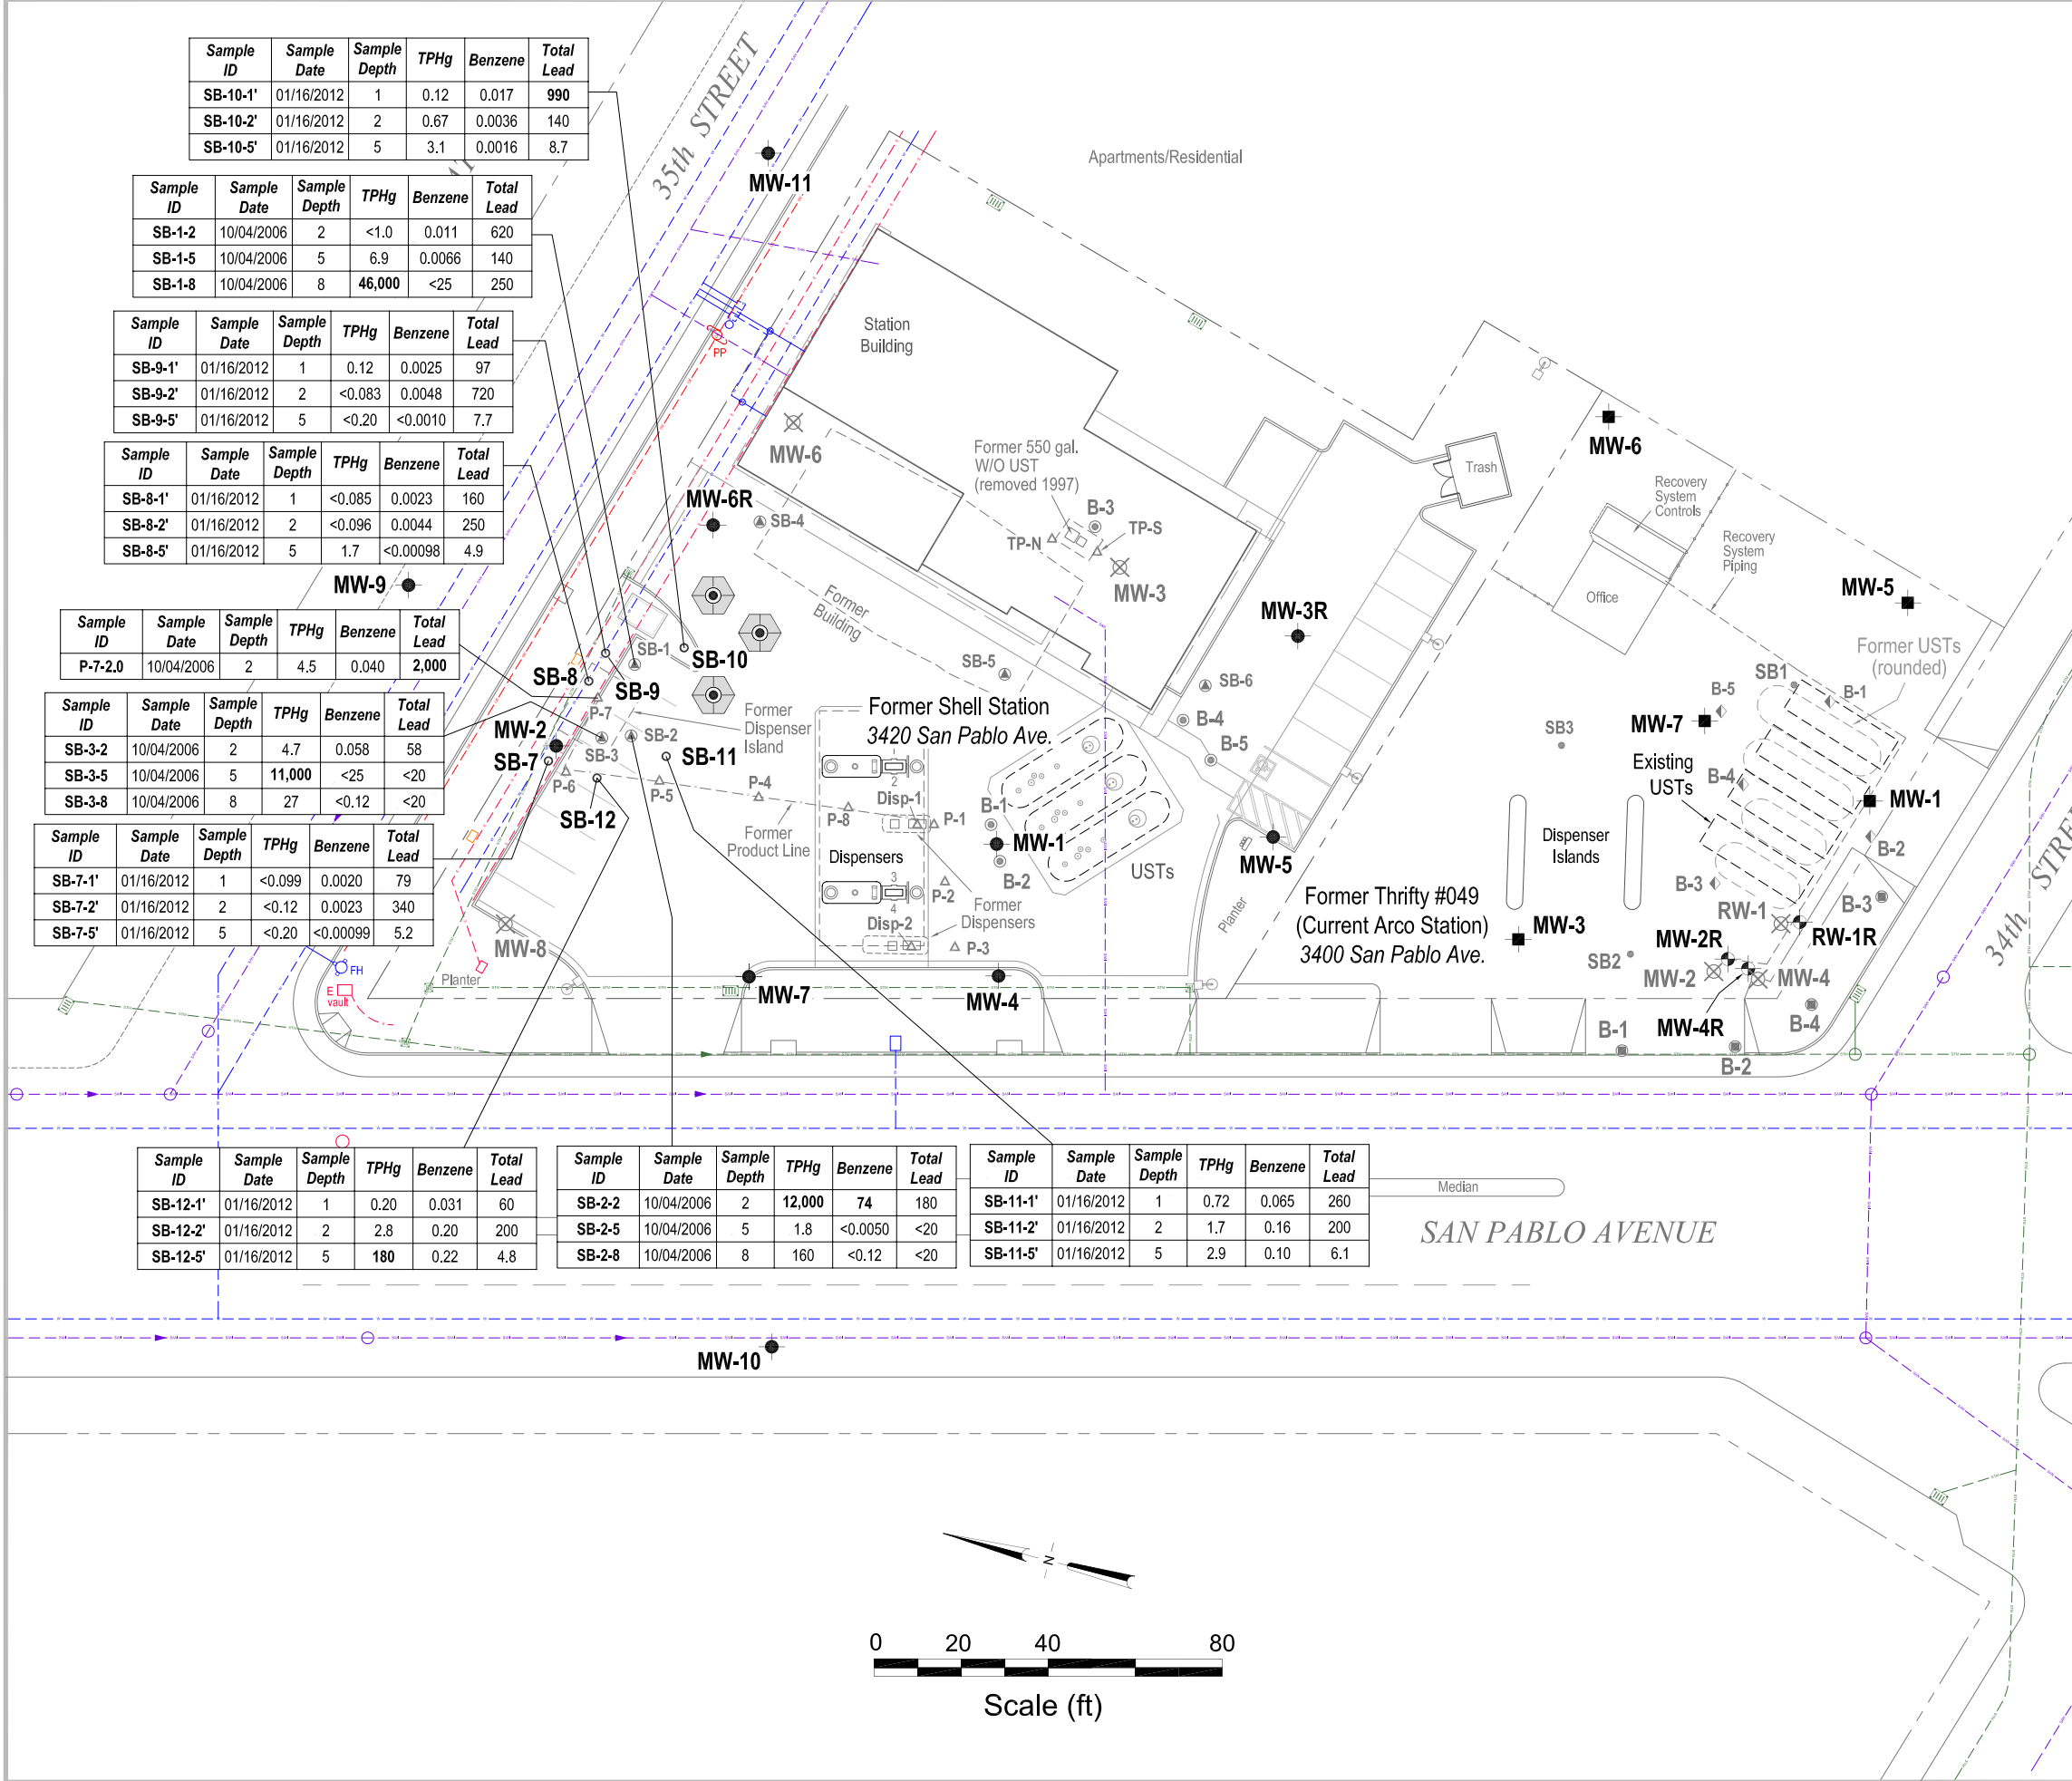 Sample ID | Sample Date | Sample Depth | TPHg | Benzene | Total Lead
SB-10-1' | 01/16/2012 | 1 | 0.12 | 0.017 | 990
SB-10-2' | 01/16/2012 | 2 | 0.67 | 0.0036 | 140
SB-10-5' | 01/16/2012 | 5 | 3.1 | 0.0016 | 8.7
Sample ID | Sample Date | Sample Depth | TPHg | Benzene | Total Lead
SB-1-2 | 10/04/2006 | 2 | <1.0 | 0.011 | 620
SB-1-5 | 10/04/2006 | 5 | 6.9 | 0.0066 | 140
SB-1-8 | 10/04/2006 | 8 | 46,000 | <25 | 250
Sample ID | Sample Date | Sample Depth | TPHg | Benzene | Total Lead
SB-9-1' | 01/16/2012 | 1 | 0.12 | 0.0025 | 97
SB-9-2' | 01/16/2012 | 2 | <0.083 | 0.0048 | 720
SB-9-5' | 01/16/2012 | 5 | <0.20 | <0.0010 | 7.7
Sample ID | Sample Date | Sample Depth | TPHg | Benzene | Total Lead
SB-8-1' | 01/16/2012 | 1 | <0.085 | 0.0023 | 160
SB-8-2' | 01/16/2012 | 2 | <0.096 | 0.0044 | 250
SB-8-5' | 01/16/2012 | 5 | 1.7 | <0.00098 | 4.9
Sample ID | Sample Date | Sample Depth | TPHg | Benzene | Total Lead
P-7-2.0 | 10/04/2006 | 2 | 4.5 | 0.040 | 2,000
Sample ID | Sample Date | Sample Depth | TPHg | Benzene | Total Lead
SB-3-2 | 10/04/2006 | 2 | 4.7 | 0.058 | 58
SB-3-5 | 10/04/2006 | 5 | 11,000 | <25 | <20
SB-3-8 | 10/04/2006 | 8 | 27 | <0.12 | <20
Sample ID | Sample Date | Sample Depth | TPHg | Benzene | Total Lead
SB-7-1' | 01/16/2012 | 1 | <0.099 | 0.0020 | 79
SB-7-2' | 01/16/2012 | 2 | <0.12 | 0.0023 | 340
SB-7-5' | 01/16/2012 | 5 | <0.20 | <0.00099 | 5.2
35th STREET
MW-11
Apartments/Residential
PP
Station
Building
MW-6
MW-6R
SB-4
MW-9
Former 550 gal.
W/O UST
(removed 1997)
B-3
TP-S
TP-N
MW-3
Former
Building
MW-3R
Trash
MW-6
Recovery
System
Controls
Recovery
System
Piping
Office
MW-5
Former USTs
(rounded)
SB-1
SB-10
SB-8
SB-9
P-7
MW-2
SB-3
SB-2
SB-7
SB-11
P-6
P-5
SB-12
Former
Dispenser
Island
P-4
Former
Product Line
P-8
SB-5
SB-6
Former Shell Station
3420 San Pablo Ave.
B-4
B-5
2
Disp-1
P-1
B-1
MW-1
B-2
Dispensers
3
4
P-2
Disp-2
Former
Dispensers
P-3
USTs
MW-5
Planter
Former Thrifty #049
(Current Arco Station)
3400 San Pablo Ave.
SB1
B-5
B-1
MW-7
SB3
Existing
USTs
B-4
MW-1
Dispenser
Islands
B-2
B-3
RW-1
B-3
MW-3
RW-1R
MW-2R
SB2
MW-2
MW-4
MW-4R
B-4
B-1
B-2
34th STREE
MW-8
Planter
FH
E
vault
MW-7
MW-4
Sample ID | Sample Date | Sample Depth | TPHg | Benzene | Total Lead
SB-12-1' | 01/16/2012 | 1 | 0.20 | 0.031 | 60
SB-12-2' | 01/16/2012 | 2 | 2.8 | 0.20 | 200
SB-12-5' | 01/16/2012 | 5 | 180 | 0.22 | 4.8
Sample ID | Sample Date | Sample Depth | TPHg | Benzene | Total Lead
SB-2-2 | 10/04/2006 | 2 | 12,000 | 74 | 180
SB-2-5 | 10/04/2006 | 5 | 1.8 | <0.0050 | <20
SB-2-8 | 10/04/2006 | 8 | 160 | <0.12 | <20
Sample ID | Sample Date | Sample Depth | TPHg | Benzene | Total Lead
SB-11-1' | 01/16/2012 | 1 | 0.72 | 0.065 | 260
SB-11-2' | 01/16/2012 | 2 | 1.7 | 0.16 | 200
SB-11-5' | 01/16/2012 | 5 | 2.9 | 0.10 | 6.1
Median
SAN PABLO AVENUE
MW-10
N
0 20 40 80
Scale (ft)